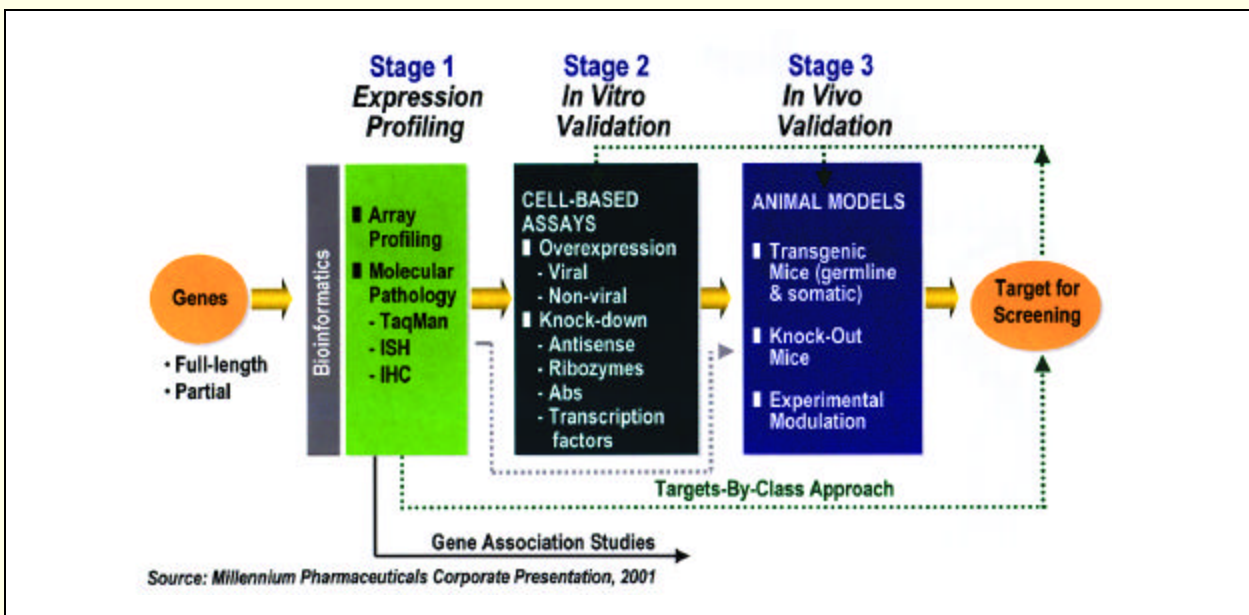 Stage 1
Expression
Profiling
Stage 2
In Vitro
Validation
Stage 3
In Vivo
Validation
Genes
• Full-length
• Partial
Bioinformatics
Array
Profiling
Molecular
Pathology
- TaqMan
- ISH
- IHC
CELL-BASED
ASSAYS
Overexpression
- Viral
- Non-viral
Knock-down
- Antisense
- Ribozymes
- Abs
- Transcription
factors
ANIMAL MODELS
Transgenic
Mice (germline
& somatic)
Knock-Out
Mice
Experimental
Modulation
Target for
Screening
Targets-By-Class Approach
Gene Association Studies
Source: Millennium Pharmaceuticals Corporate Presentation, 2001